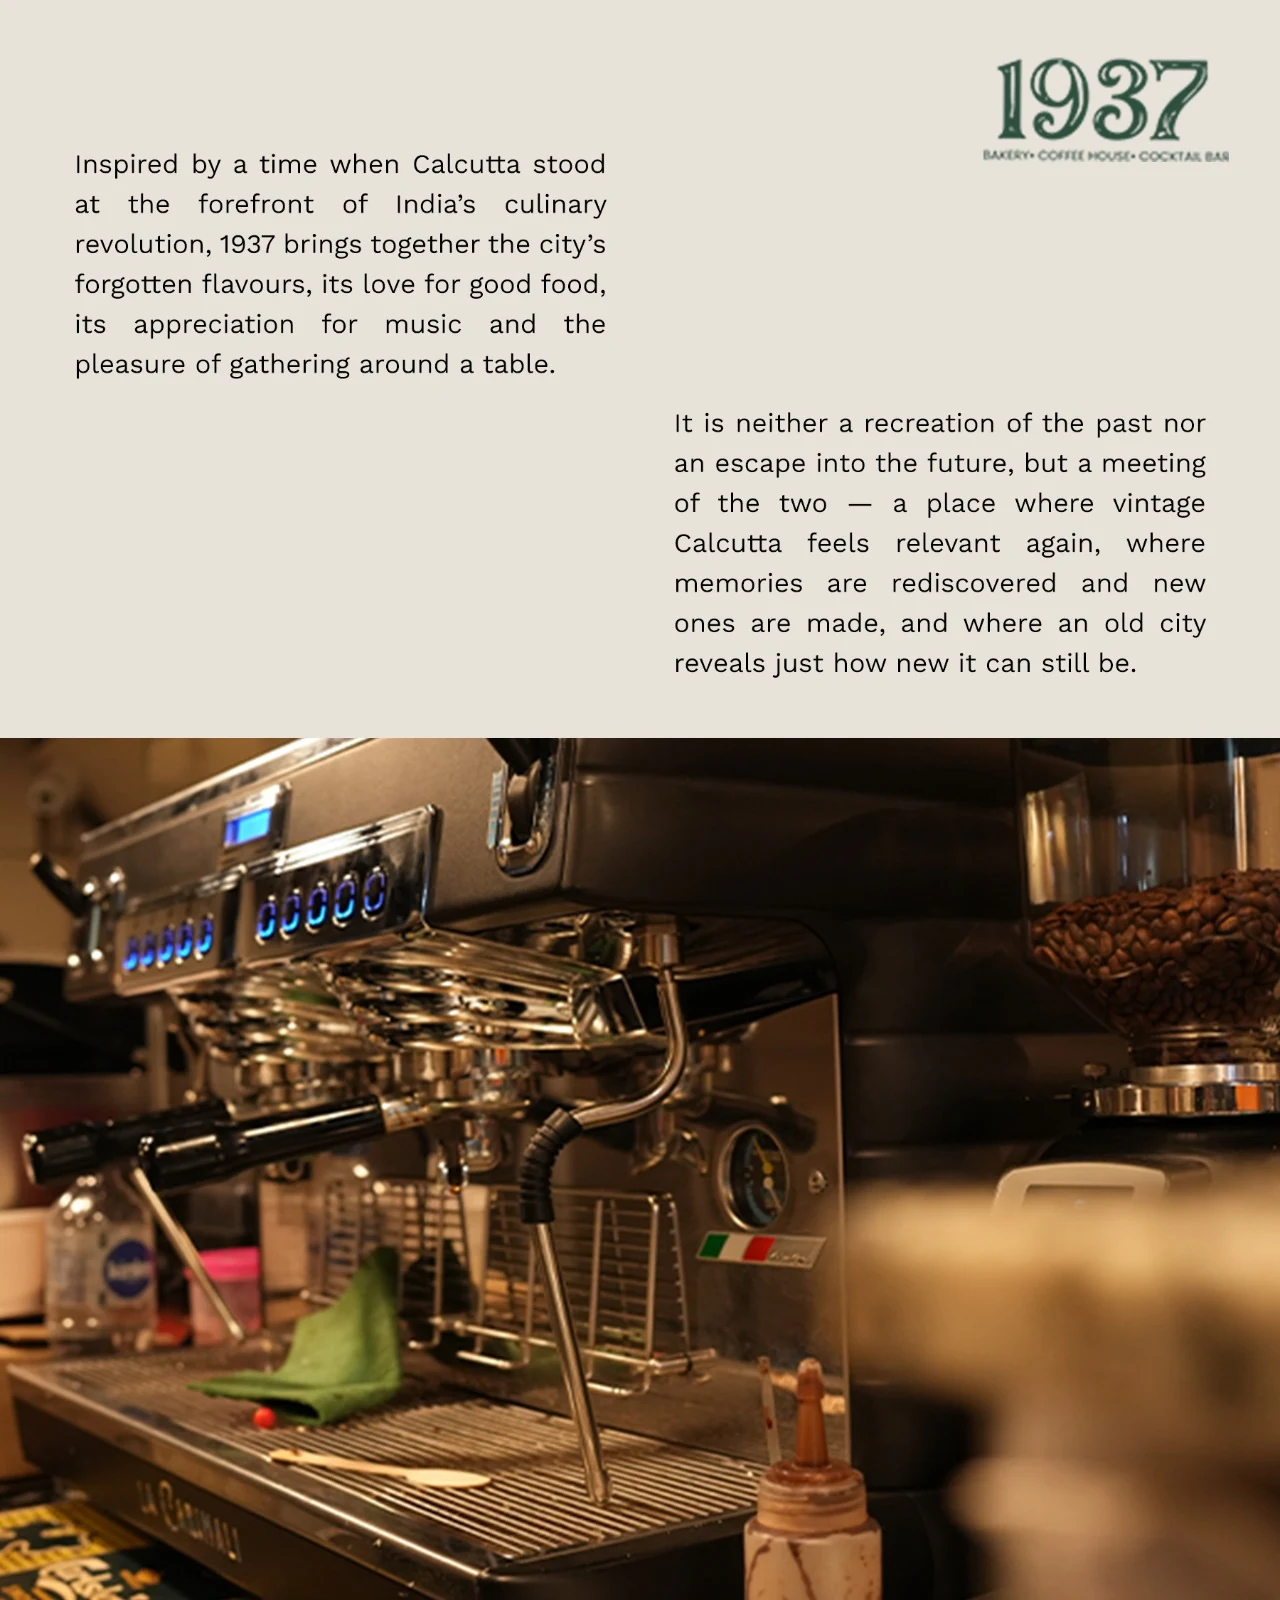 1937
BAKERY• COFFEE HOUSE• COCKTAIL BAR
Inspired by a time when Calcutta stood
at the forefront of India’s culinary
revolution, 1937 brings together the city’s
forgotten flavours, its love for good food,
its appreciation for music and the
pleasure of gathering around a table.
It is neither a recreation of the past nor
an escape into the future, but a meeting
of the two — a place where vintage
Calcutta feels relevant again, where
memories are rediscovered and new
ones are made, and where an old city
reveals just how new it can still be.
LA CARIMALI